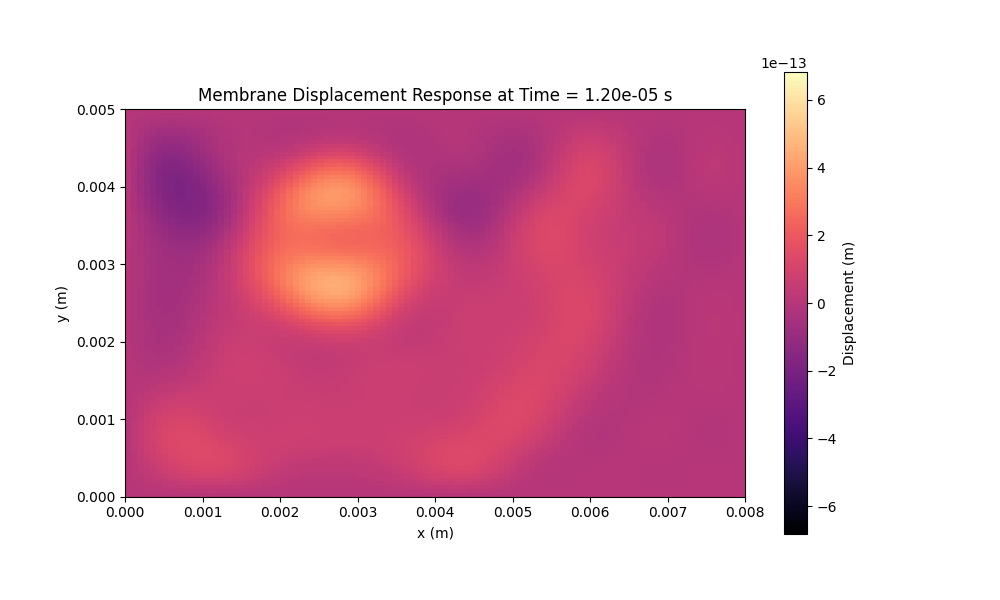 1e−13
Membrane Displacement Response at Time = 1.20e-05 s
0.005
0.004
0.003
0.002
0.001
0.000
y (m)
0.000 0.001 0.002 0.003 0.004 0.005 0.006 0.007 0.008
x (m)
6
4
2
0
−2
−4
−6
Displacement (m)